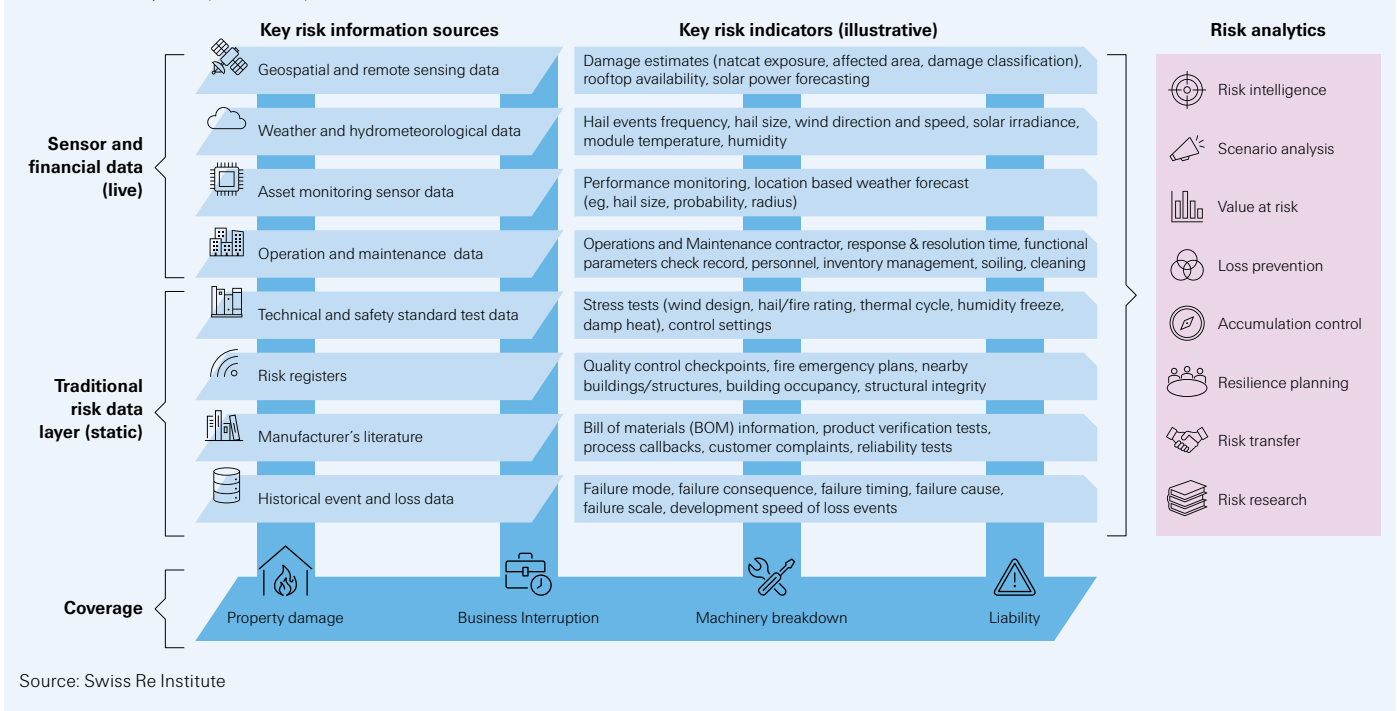 Key risk information sources
Key risk indicators (illustrative)
Risk analytics
Sensor and
financial data
(live)
Geospatial and remote sensing data
Damage estimates (natcat exposure, affected area, damage classification),
rooftop availability, solar power forecasting
Weather and hydrometeorological data
Hail events frequency, hail size, wind direction and speed, solar irradiance,
module temperature, humidity
Asset monitoring sensor data
Performance monitoring, location based weather forecast
(eg, hail size, probability, radius)
Operation and maintenance data
Operations and Maintenance contractor, response & resolution time, functional
parameters check record, personnel, inventory management, soiling, cleaning
Traditional
risk data
layer (static)
Technical and safety standard test data
Stress tests (wind design, hail/fire rating, thermal cycle, humidity freeze,
damp heat), control settings
Risk registers
Quality control checkpoints, fire emergency plans, nearby
buildings/structures, building occupancy, structural integrity
Manufacturer's literature
Bill of materials (BOM) information, product verification tests,
process callbacks, customer complaints, reliability tests
Historical event and loss data
Failure mode, failure consequence, failure timing, failure cause,
failure scale, development speed of loss events
Risk intelligence
Scenario analysis
Value at risk
Loss prevention
Accumulation control
Resilience planning
Risk transfer
Risk research
Coverage
Property damage
Business Interruption
Machinery breakdown
Liability
Source: Swiss Re Institute